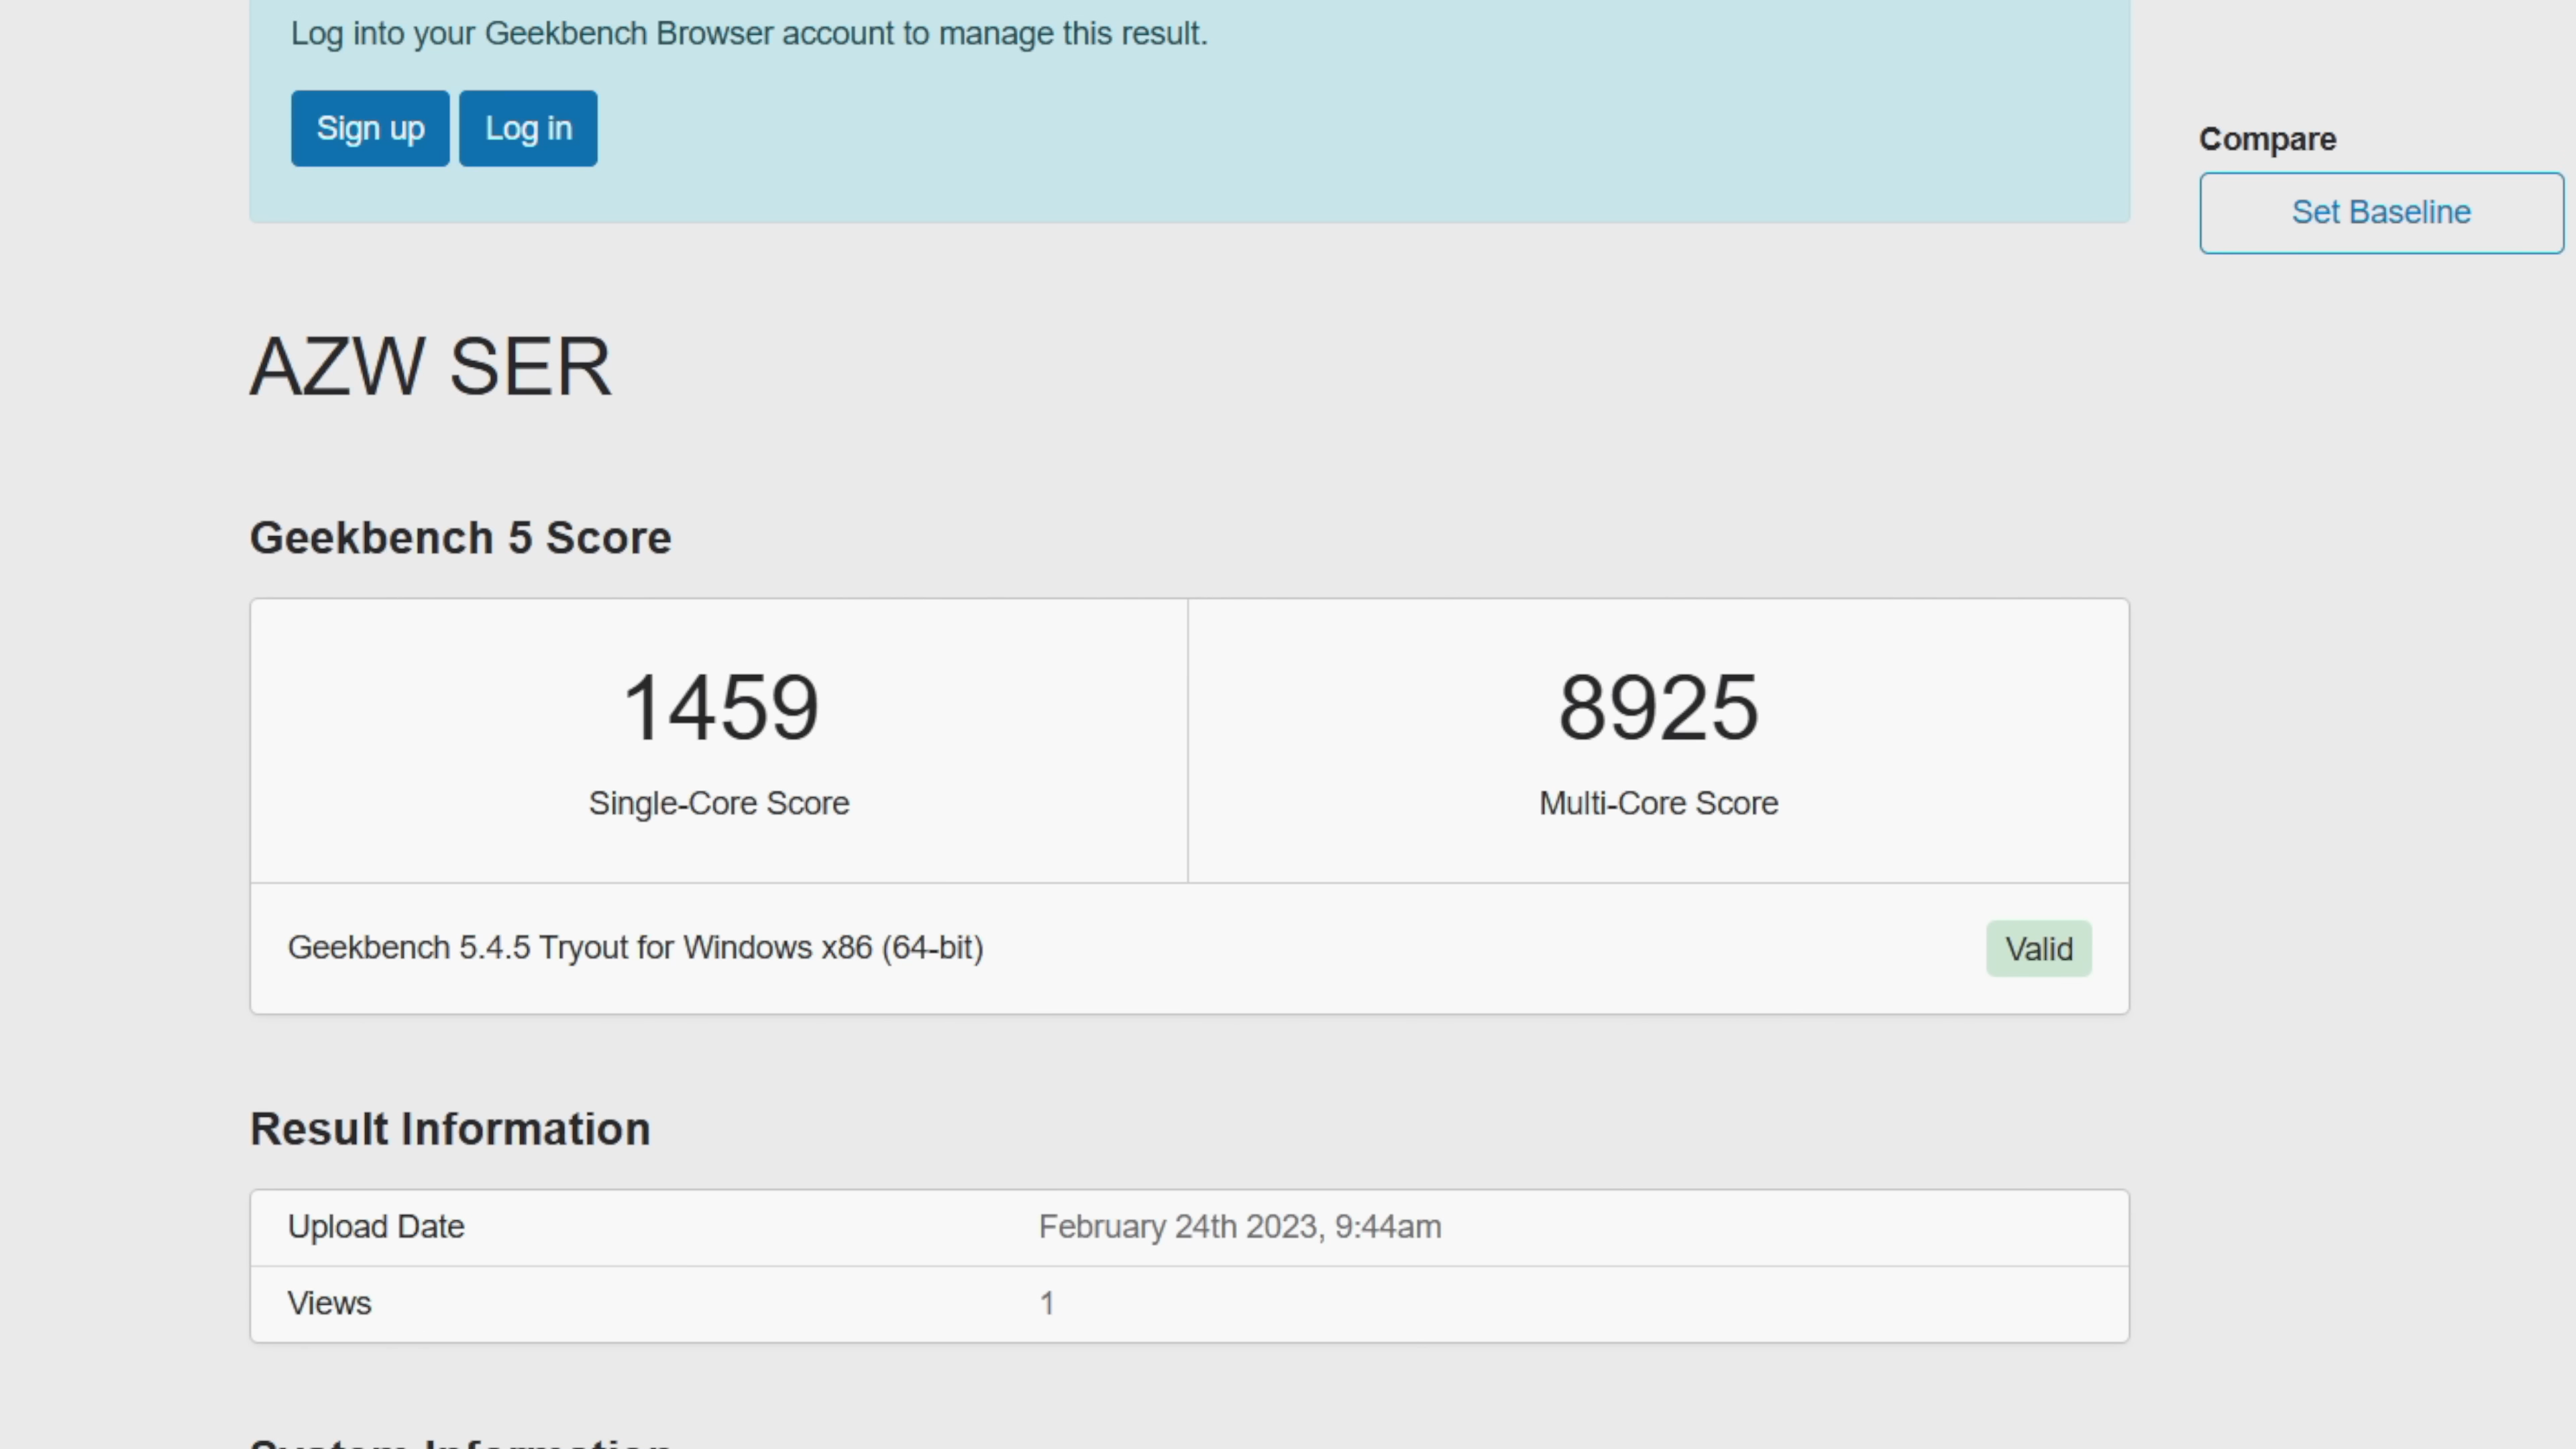 Log into your Geekbench Browser account to manage this result.
Sign up Log in
Compare
Set Baseline
AZW SER
Geekbench 5 Score
1459 8925
Single-Core Score Multi-Core Score
Geekbench 5.4.5 Tryout for Windows x86 (64-bit) Valid
Result Information
Upload Date February 24th 2023, 9:44am
Views 1
System Information